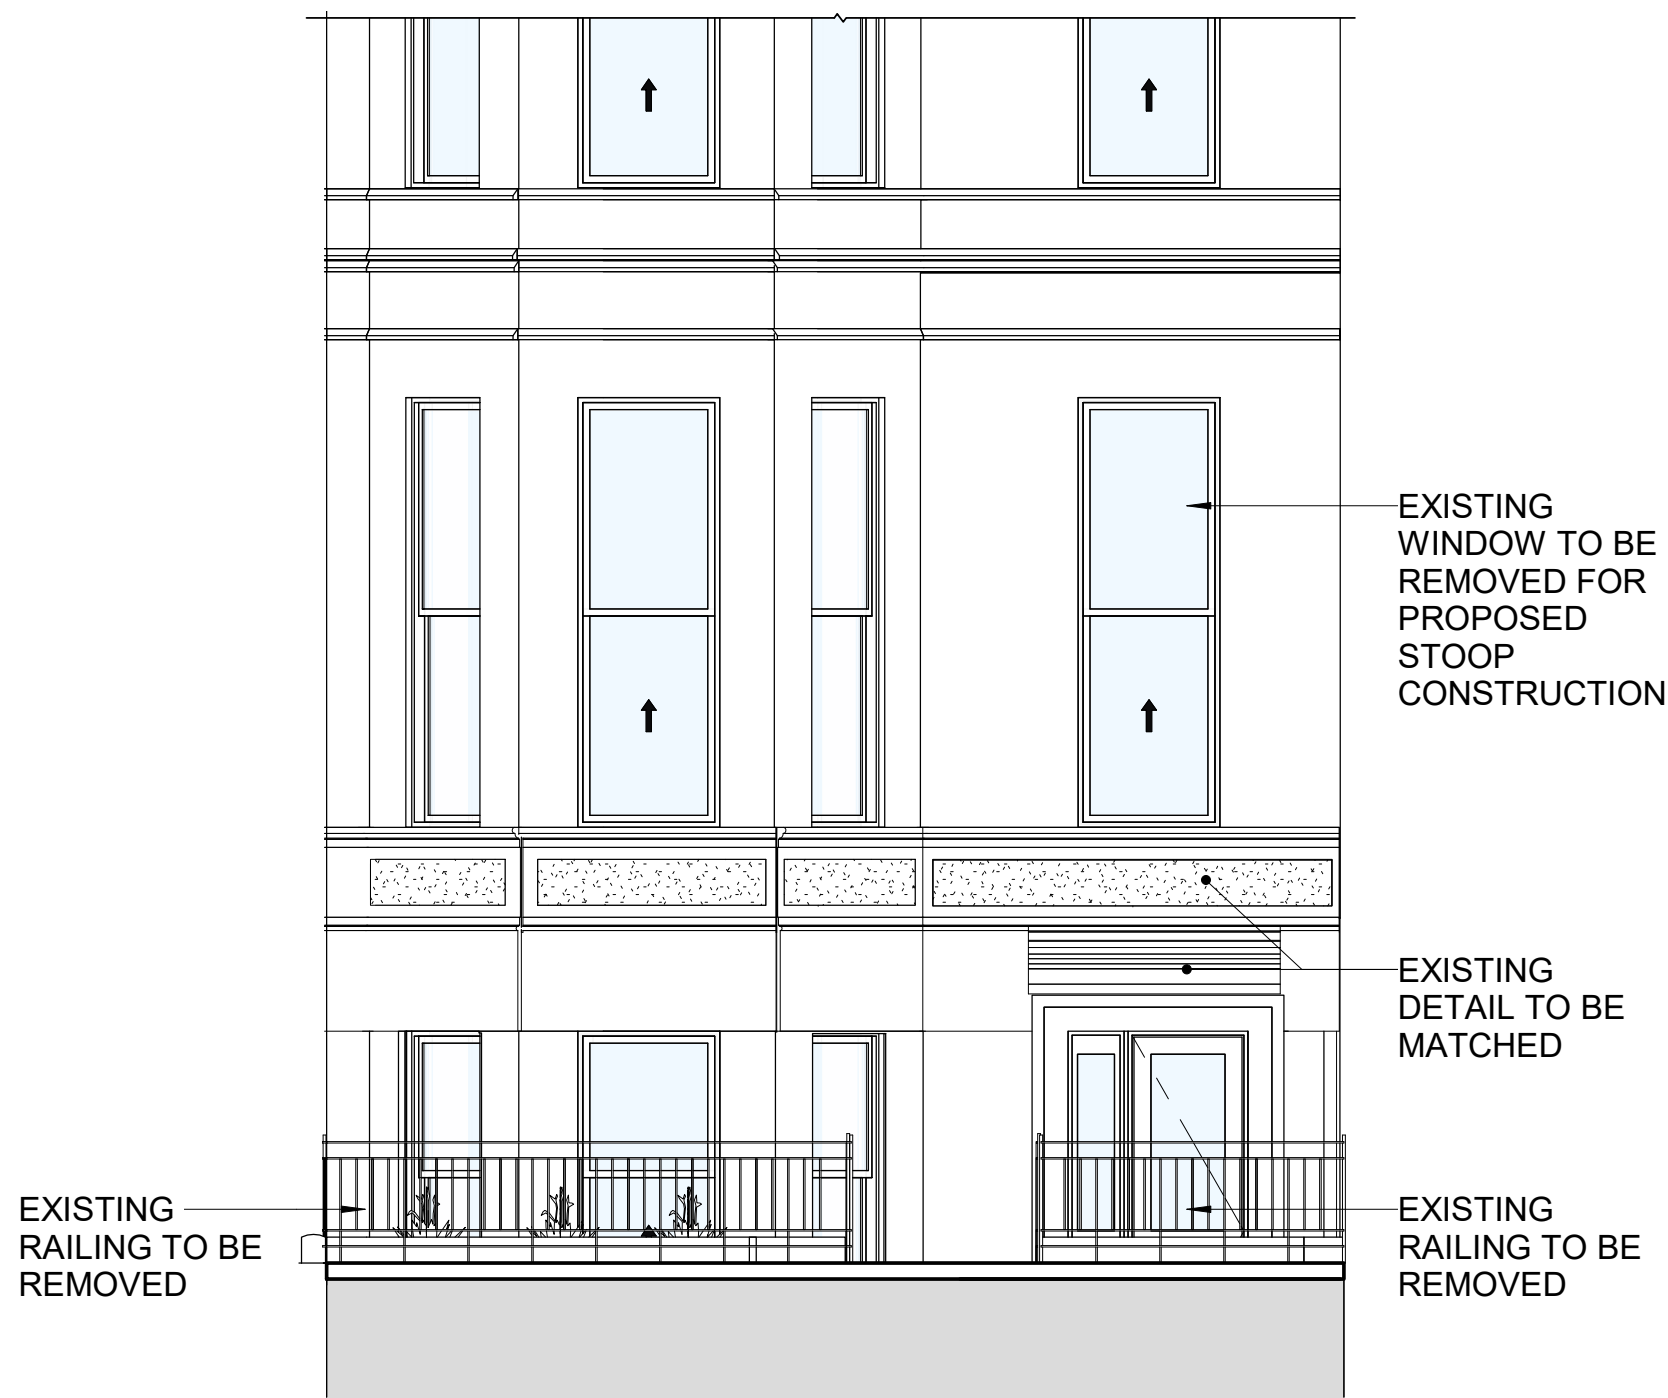 EXISTING
WINDOW TO BE
REMOVED FOR
PROPOSED
STOOP
CONSTRUCTION
EXISTING
DETAIL TO BE
MATCHED
EXISTING
RAILING TO BE
REMOVED
EXISTING
RAILING TO BE
REMOVED